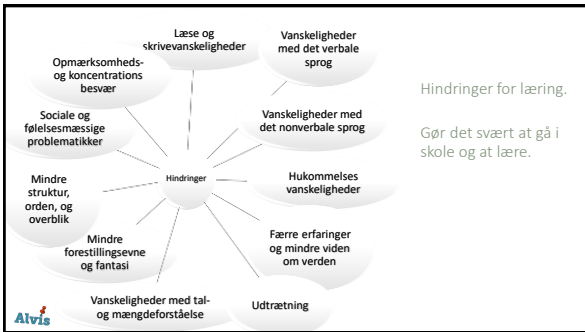 Læse og
skrivevanskeligheder
Vanskeligheder
med det verbale
sprog
Opmærksomheds-
og koncentrations
besvær
Hindringer for læring.
Sociale og
følelsesmæssige
problematikker
Vanskeligheder med
det nonverbale sprog
Gør det svært at gå i
skole og at lære.
Hindringer
Mindre
struktur,
orden, og
overblik
Hukommelses
vanskeligheder
Mindre
forestillingsevne
og fantasi
Færre erfaringer
og mindre viden
om verden
Vanskeligheder med tal-
og mængdeforståelse
Udtrætning
Alvis